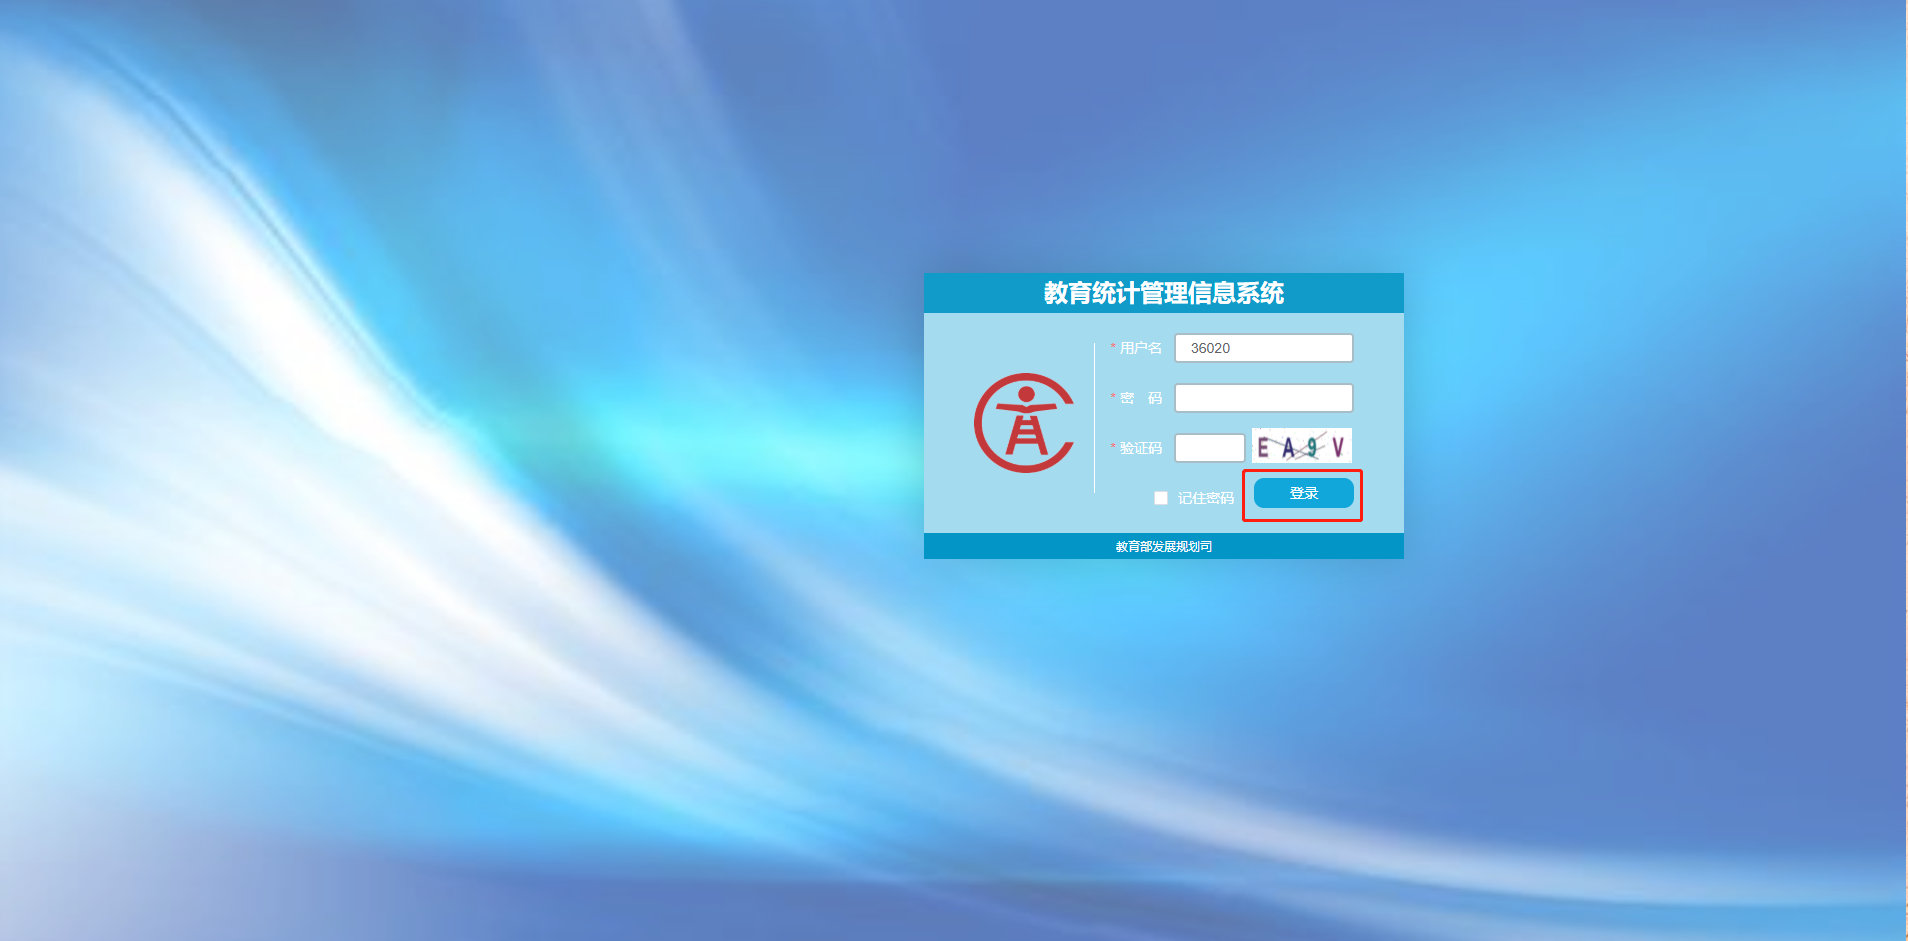 教育统计管理信息系统
* 用户名 36020
* 密 码
* 验证码 EA9V
记住密码 登录
教育部发展规划司